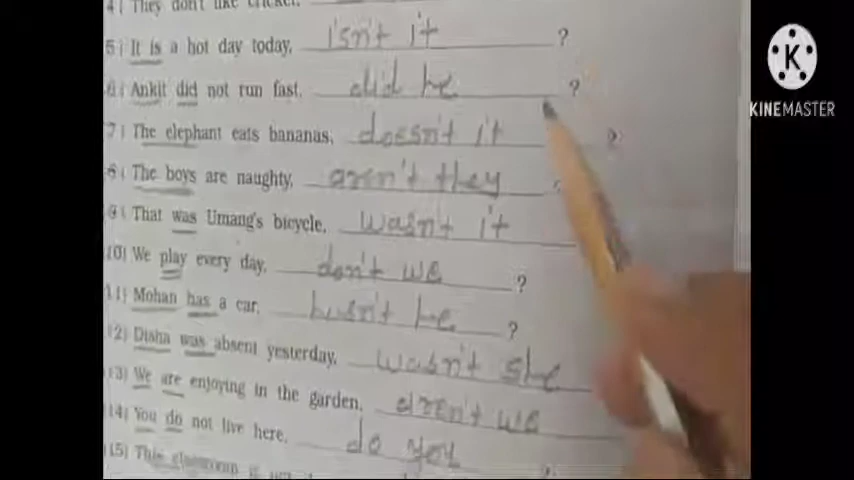 4) They don't like cricket.
5) It is a hot day today, isn't it ?
6) Ankit did not run fast, did he ?
7) The elephant eats bananas, doesn't it ?
8) The boys are naughty, aren't they
9) That was Umang's bicycle, wasn't it
10) We play every day, don't we ?
11) Mohan has a car, hasn't he ?
12) Disha was absent yesterday, wasn't she
13) We are enjoying in the garden, aren't we
14) You do not live here, do you
15) This classroom is
K
KINEMASTER